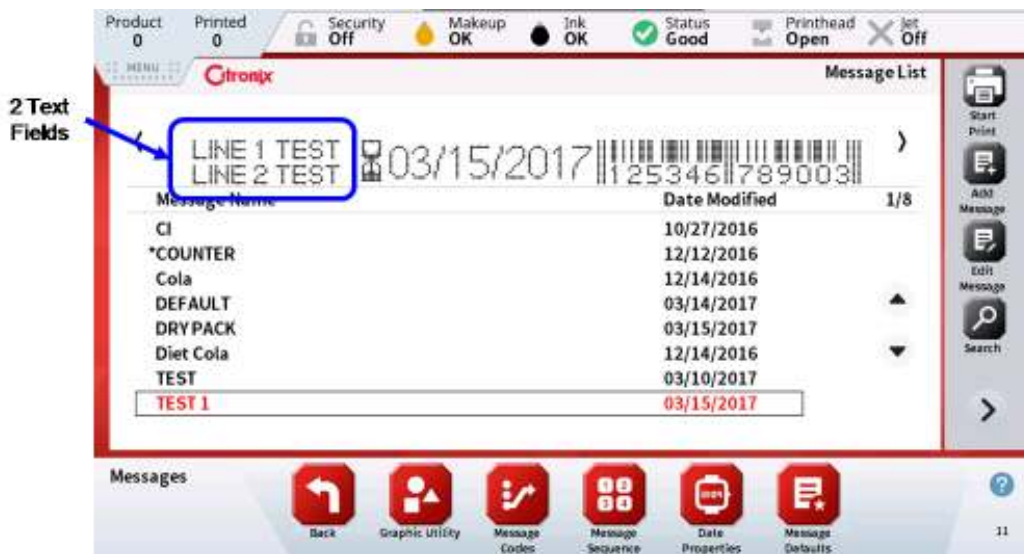 Product 0
Printed 0
Security Off
Makeup OK
Ink OK
Status Good
Printhead Open
Jet Off
MENU
Citronix
Message List
2 Text Fields
LINE 1 TEST
LINE 2 TEST
03/15/2017
125346 789003
Message Name Date Modified 1/8
CI 10/27/2016
*COUNTER 12/12/2016
Cola 12/14/2016
DEFAULT 03/14/2017
DRY PACK 03/15/2017
Diet Cola 12/14/2016
TEST 03/10/2017
TEST 1 03/15/2017
Start Print
Add Message
Edit Message
Search
Messages
Back
Graphic Utility
Message Codes
Message Sequence
Date Properties
Message Defaults
?
11